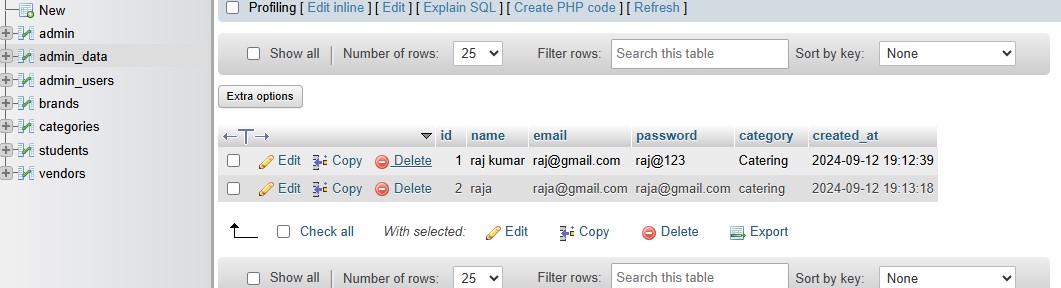 New
admin
admin_data
admin_users
brands
categories
students
vendors
Profiling [ Edit inline ] [ Edit ] [ Explain SQL ] [ Create PHP code ] [ Refresh ]
Show all Number of rows: 25 Filter rows: Search this table Sort by key: None
Extra options
id name email password category created_at
Edit Copy Delete 1 raj kumar raj@gmail.com raj@123 Catering 2024-09-12 19:12:39
Edit Copy Delete 2 raja raja@gmail.com raja@gmail.com catering 2024-09-12 19:13:18
Check all With selected: Edit Copy Delete Export
Show all Number of rows: 25 Filter rows: Search this table Sort by key: None